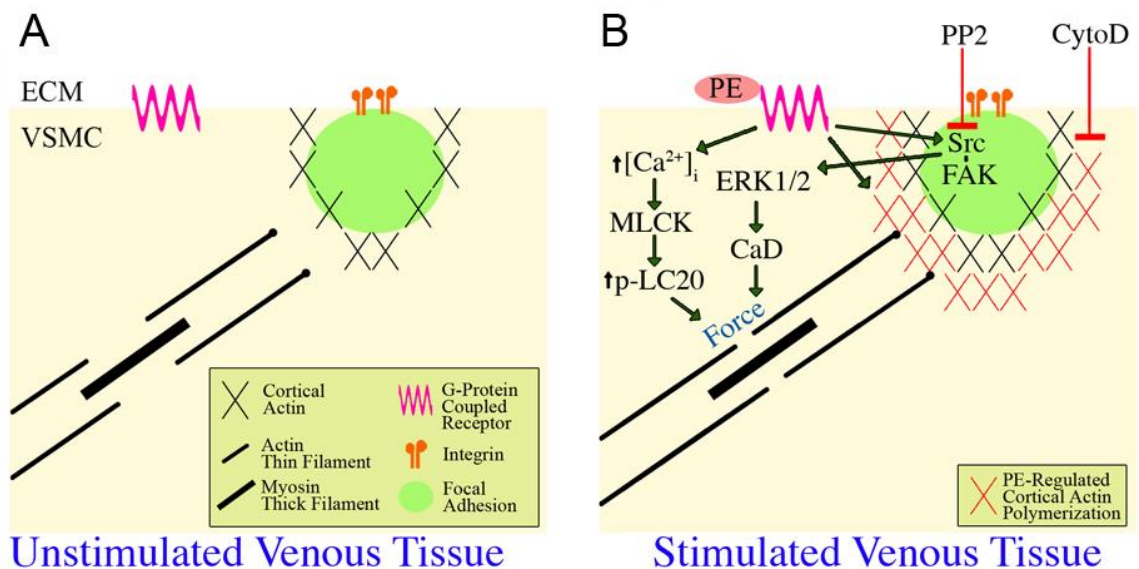 A
ECM
VSMC
Cortical
Actin
G-Protein
Coupled
Receptor
Actin
Thin Filament
Integrin
Myosin
Thick Filament
Focal
Adhesion
Unstimulated Venous Tissue
B
PP2
CytoD
PE
Src
FAK
↑[Ca²⁺]ᵢ
ERK1/2
MLCK
CaD
↑p-LC20
Force
PE-Regulated
Cortical Actin
Polymerization
Stimulated Venous Tissue